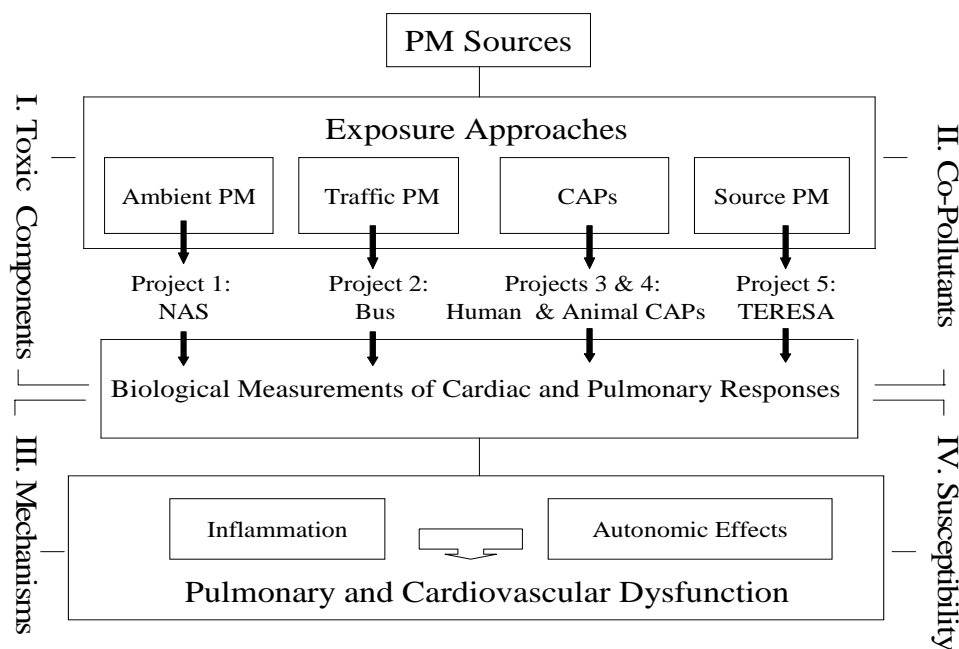 PM Sources
I. Toxic Components
II. Co-Pollutants
Exposure Approaches
Ambient PM
Traffic PM
CAPs
Source PM
Project 1:
NAS
Project 2:
Bus
Projects 3 & 4:
Human & Animal CAPs
Project 5:
TERESA
Biological Measurements of Cardiac and Pulmonary Responses
III. Mechanisms
IV. Susceptibility
Inflammation
Autonomic Effects
Pulmonary and Cardiovascular Dysfunction